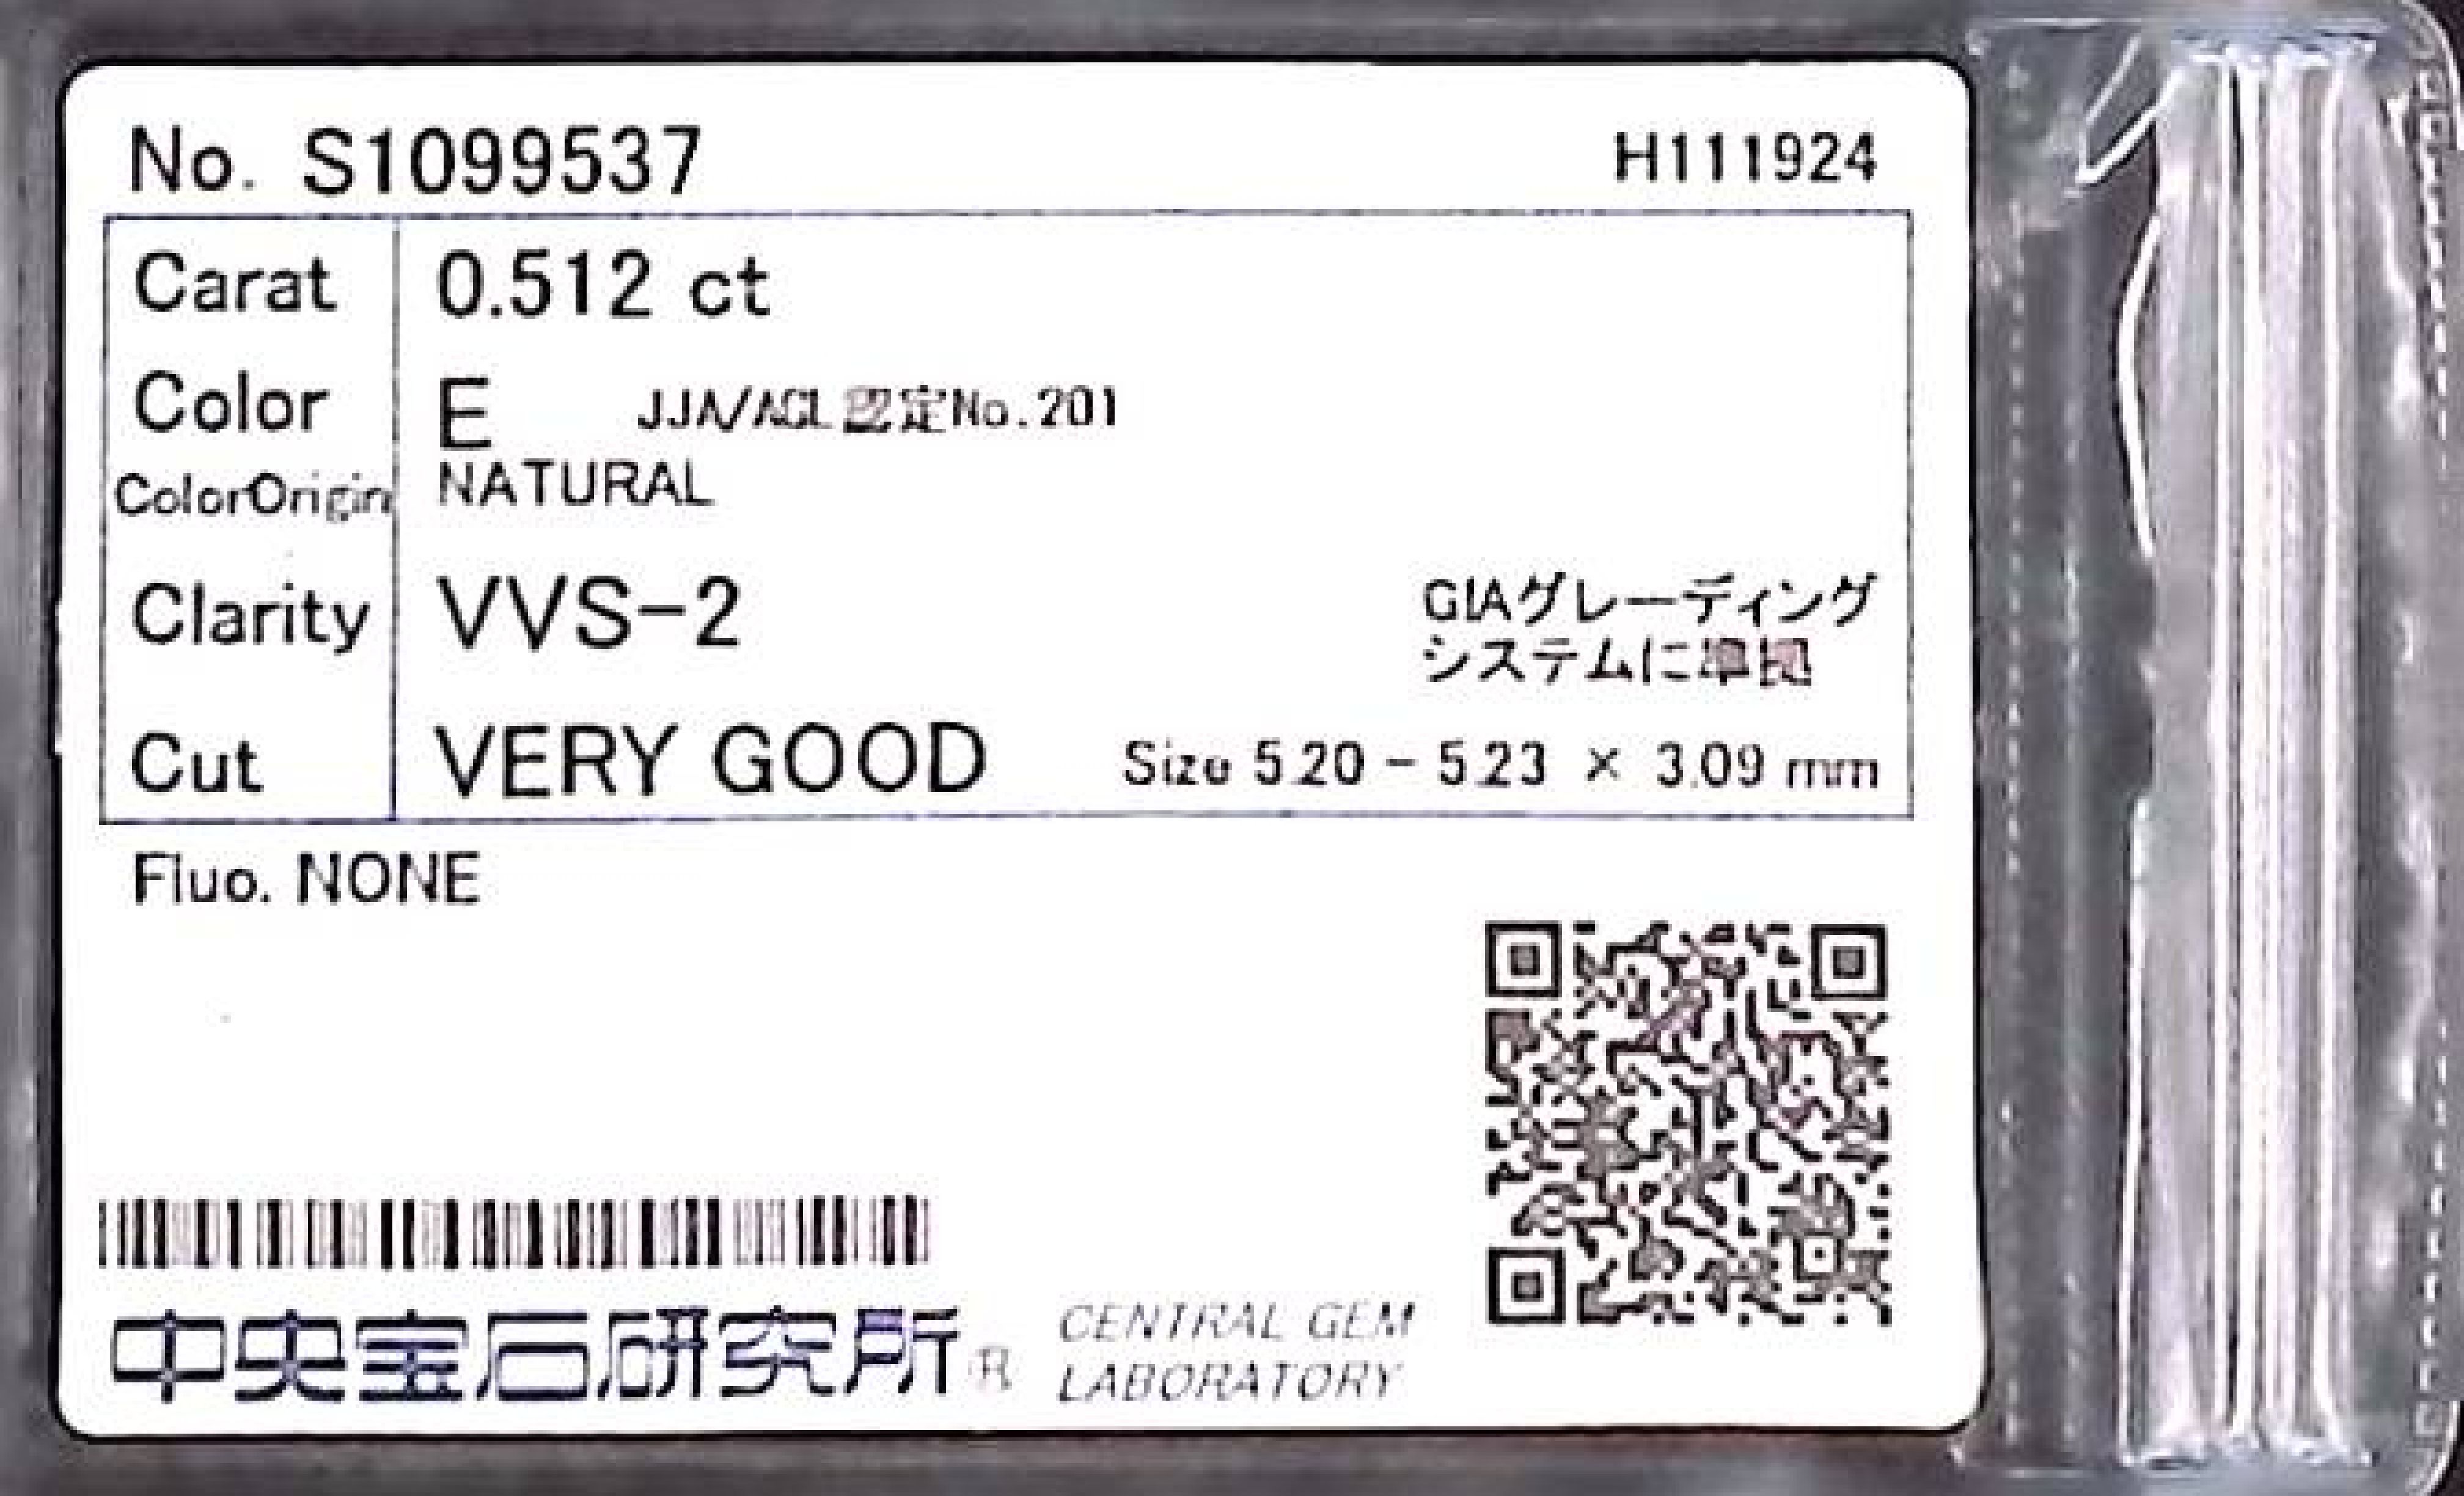 No. S1099537 H111924
Carat 0.512 ct
Color E JJA/AGL認定No.201
ColorOrigin NATURAL
Clarity VVS-2
GIAグレーディング
システムに準拠
Cut VERY GOOD Size 5.20 - 5.23 × 3.09 mm
Fluo. NONE
中央宝石研究所® CENTRAL GEM
LABORATORY